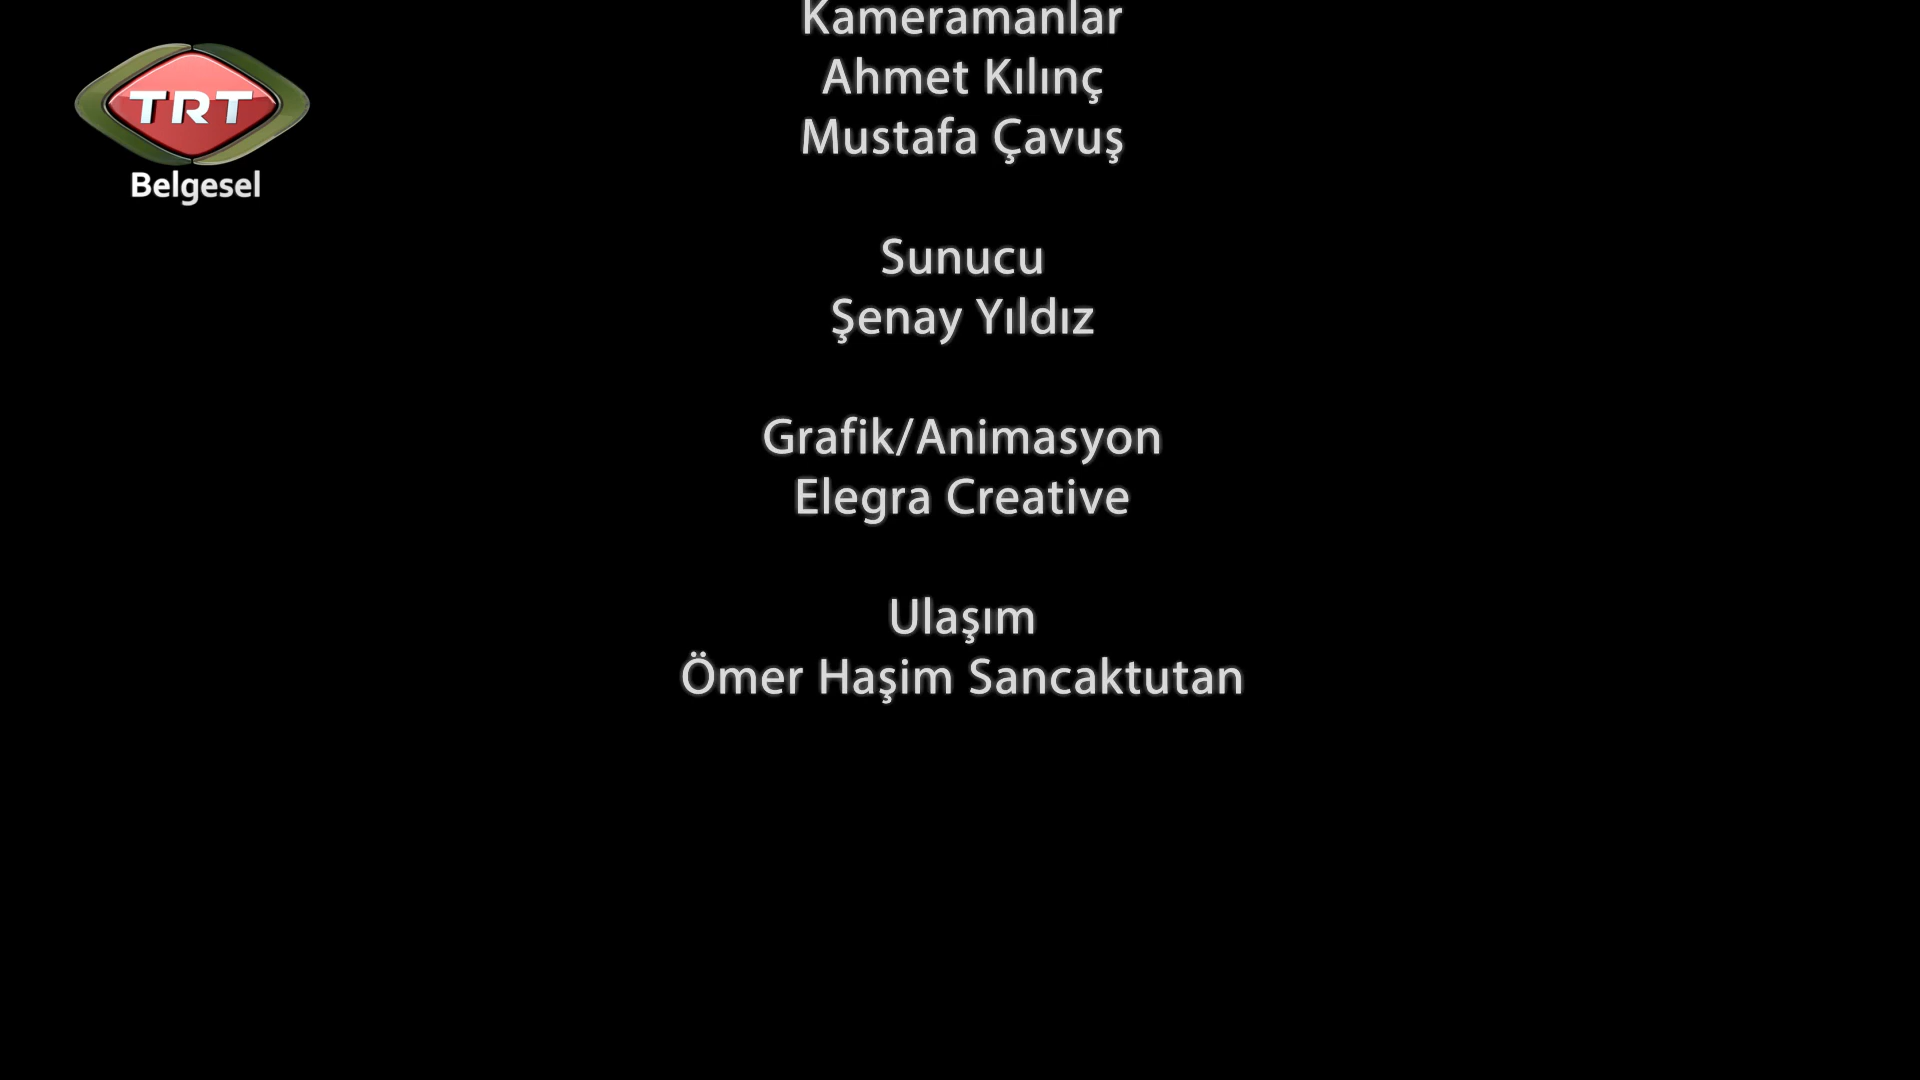 TRT
Belgesel
Kameramanlar
Ahmet Kılınç
Mustafa Çavuş
Sunucu
Şenay Yıldız
Grafik/Animasyon
Elegra Creative
Ulaşım
Ömer Haşim Sancaktutan